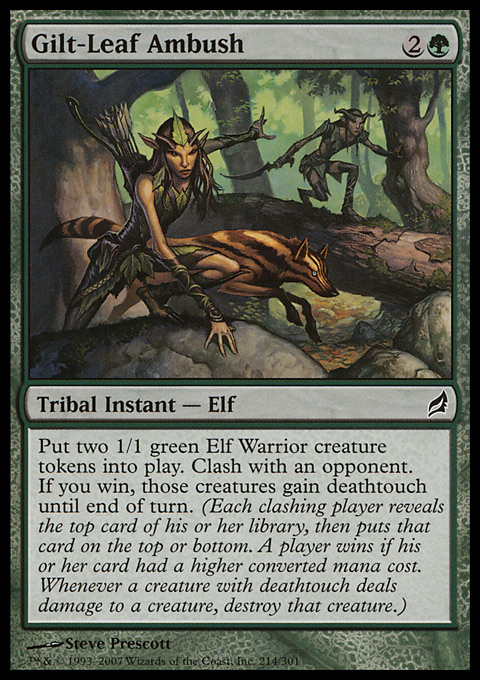 Gilt-Leaf Ambush 2
Tribal Instant — Elf
Put two 1/1 green Elf Warrior creature
tokens into play. Clash with an opponent.
If you win, those creatures gain deathtouch
until end of turn. (Each clashing player reveals
the top card of his or her library, then puts that
card on the top or bottom. A player wins if his
or her card had a higher converted mana cost.
Whenever a creature with deathtouch deals
damage to a creature, destroy that creature.)
Steve Prescott
™ & © 1993–2007 Wizards of the Coast, Inc. 214/301